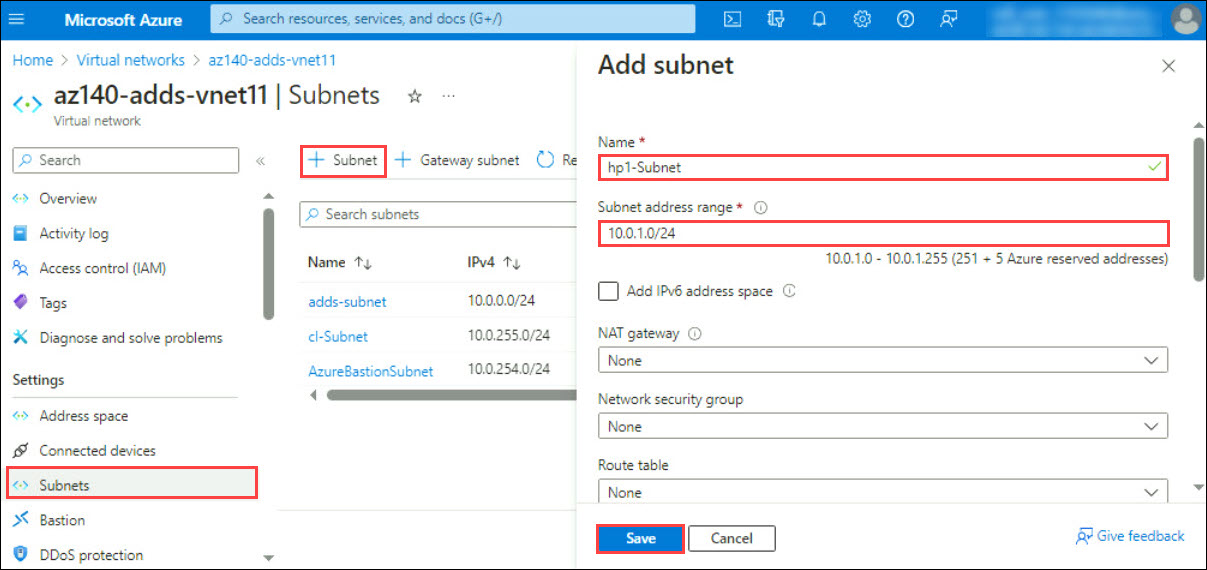 Microsoft Azure
Search resources, services, and docs (G+/)
Home > Virtual networks > az140-adds-vnet11
az140-adds-vnet11 | Subnets
Virtual network
Search
Overview
Activity log
Access control (IAM)
Tags
Diagnose and solve problems
Settings
Address space
Connected devices
Subnets
Bastion
DDoS protection
+ Subnet + Gateway subnet Re
Search subnets
Name IPv4
adds-subnet 10.0.0.0/24
cl-Subnet 10.0.255.0/24
AzureBastionSubnet 10.0.254.0/24
Add subnet
Name *
hp1-Subnet
Subnet address range *
10.0.1.0/24
10.0.1.0 - 10.0.1.255 (251 + 5 Azure reserved addresses)
Add IPv6 address space
NAT gateway
None
Network security group
None
Route table
None
Save Cancel
Give feedback